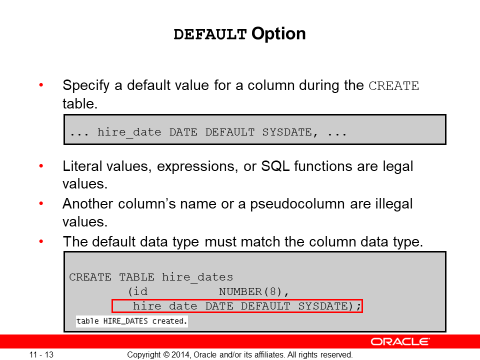 DEFAULT Option
• Specify a default value for a column during the CREATE
table.
... hire_date DATE DEFAULT SYSDATE, ...
• Literal values, expressions, or SQL functions are legal
values.
• Another column's name or a pseudocolumn are illegal
values.
• The default data type must match the column data type.
CREATE TABLE hire_dates
(id NUMBER(8),
hire_date DATE DEFAULT SYSDATE);
table HIRE_DATES created.
ORACLE
11 - 13 Copyright © 2014, Oracle and/or its affiliates. All rights reserved.